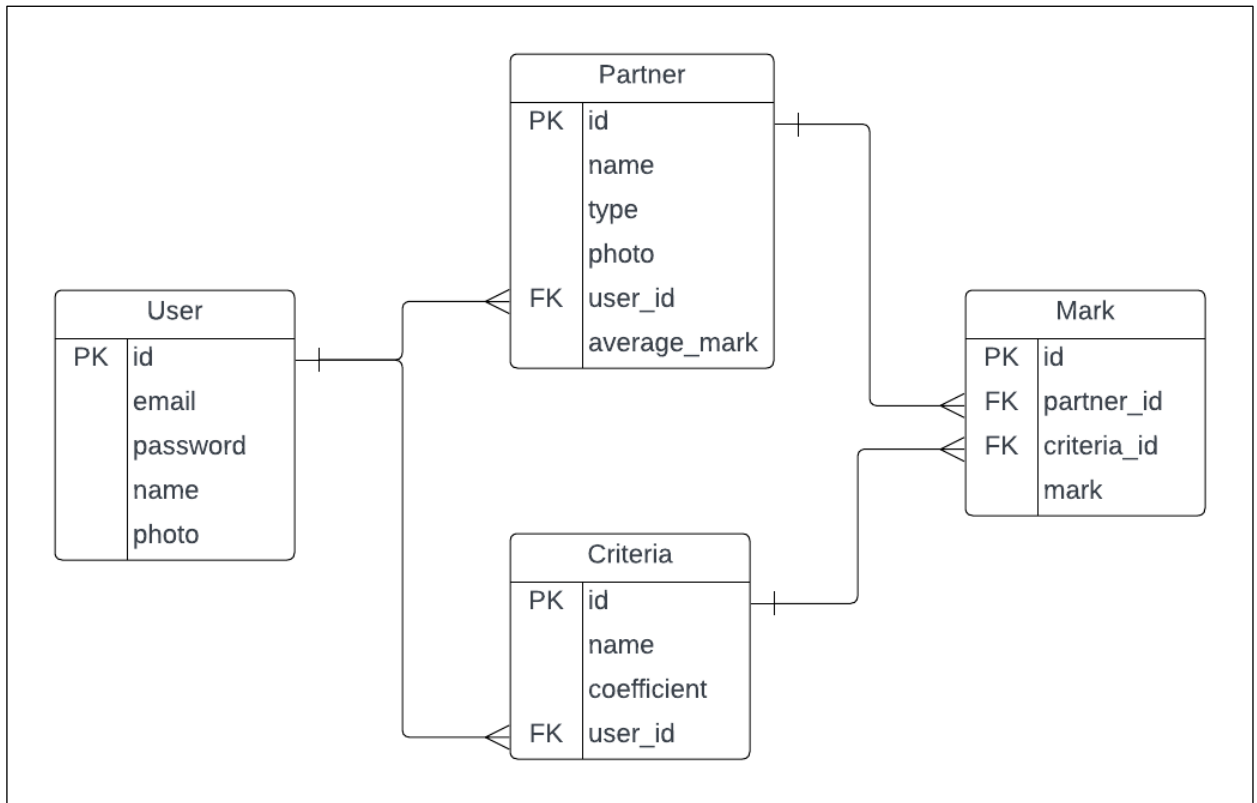 Partner
PK id
name
type
photo
FK user_id
average_mark
User
PK id
email
password
name
photo
Mark
PK id
FK partner_id
FK criteria_id
mark
Criteria
PK id
name
coefficient
FK user_id